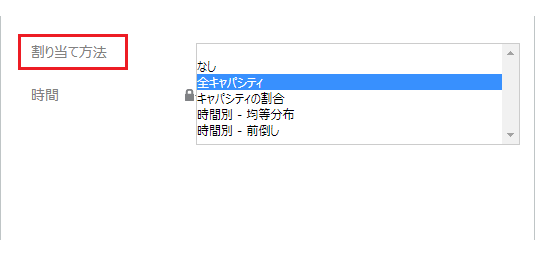 割り当て方法
なし
全キャパシティ
時間
キャパシティの割合
時間別 - 均等分布
時間別 - 前倒し